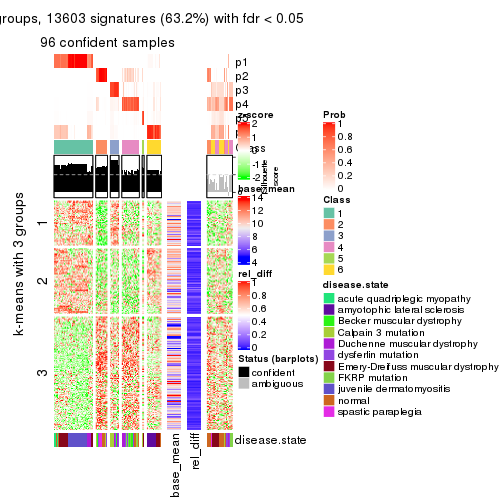 groups, 13603 signatures (63.2%) with fdr < 0.05
96 confident samples
p1
p2
p3
p4
z-score
2
1
0
-2
Silhouette
score
base_mean
14
12
10
8
6
4
rel_diff
1
0.8
0.6
0.4
0.2
0
Status (barplots)
confident
ambiguous
Prob
1
0.8
0.6
0.4
0.2
0
Class
1
2
3
4
5
6
disease.state
acute quadriplegic myopathy
amyotophic lateral sclerosis
Becker muscular dystrophy
Calpain 3 mutation
Duchenne muscular dystrophy
dysferlin mutation
Emery-Dreifuss muscular dystrophy
FKRP mutation
juvenile dermatomyositis
normal
spastic paraplegia
k-means with 3 groups
1
2
3
disease.state
base_mean
rel_diff